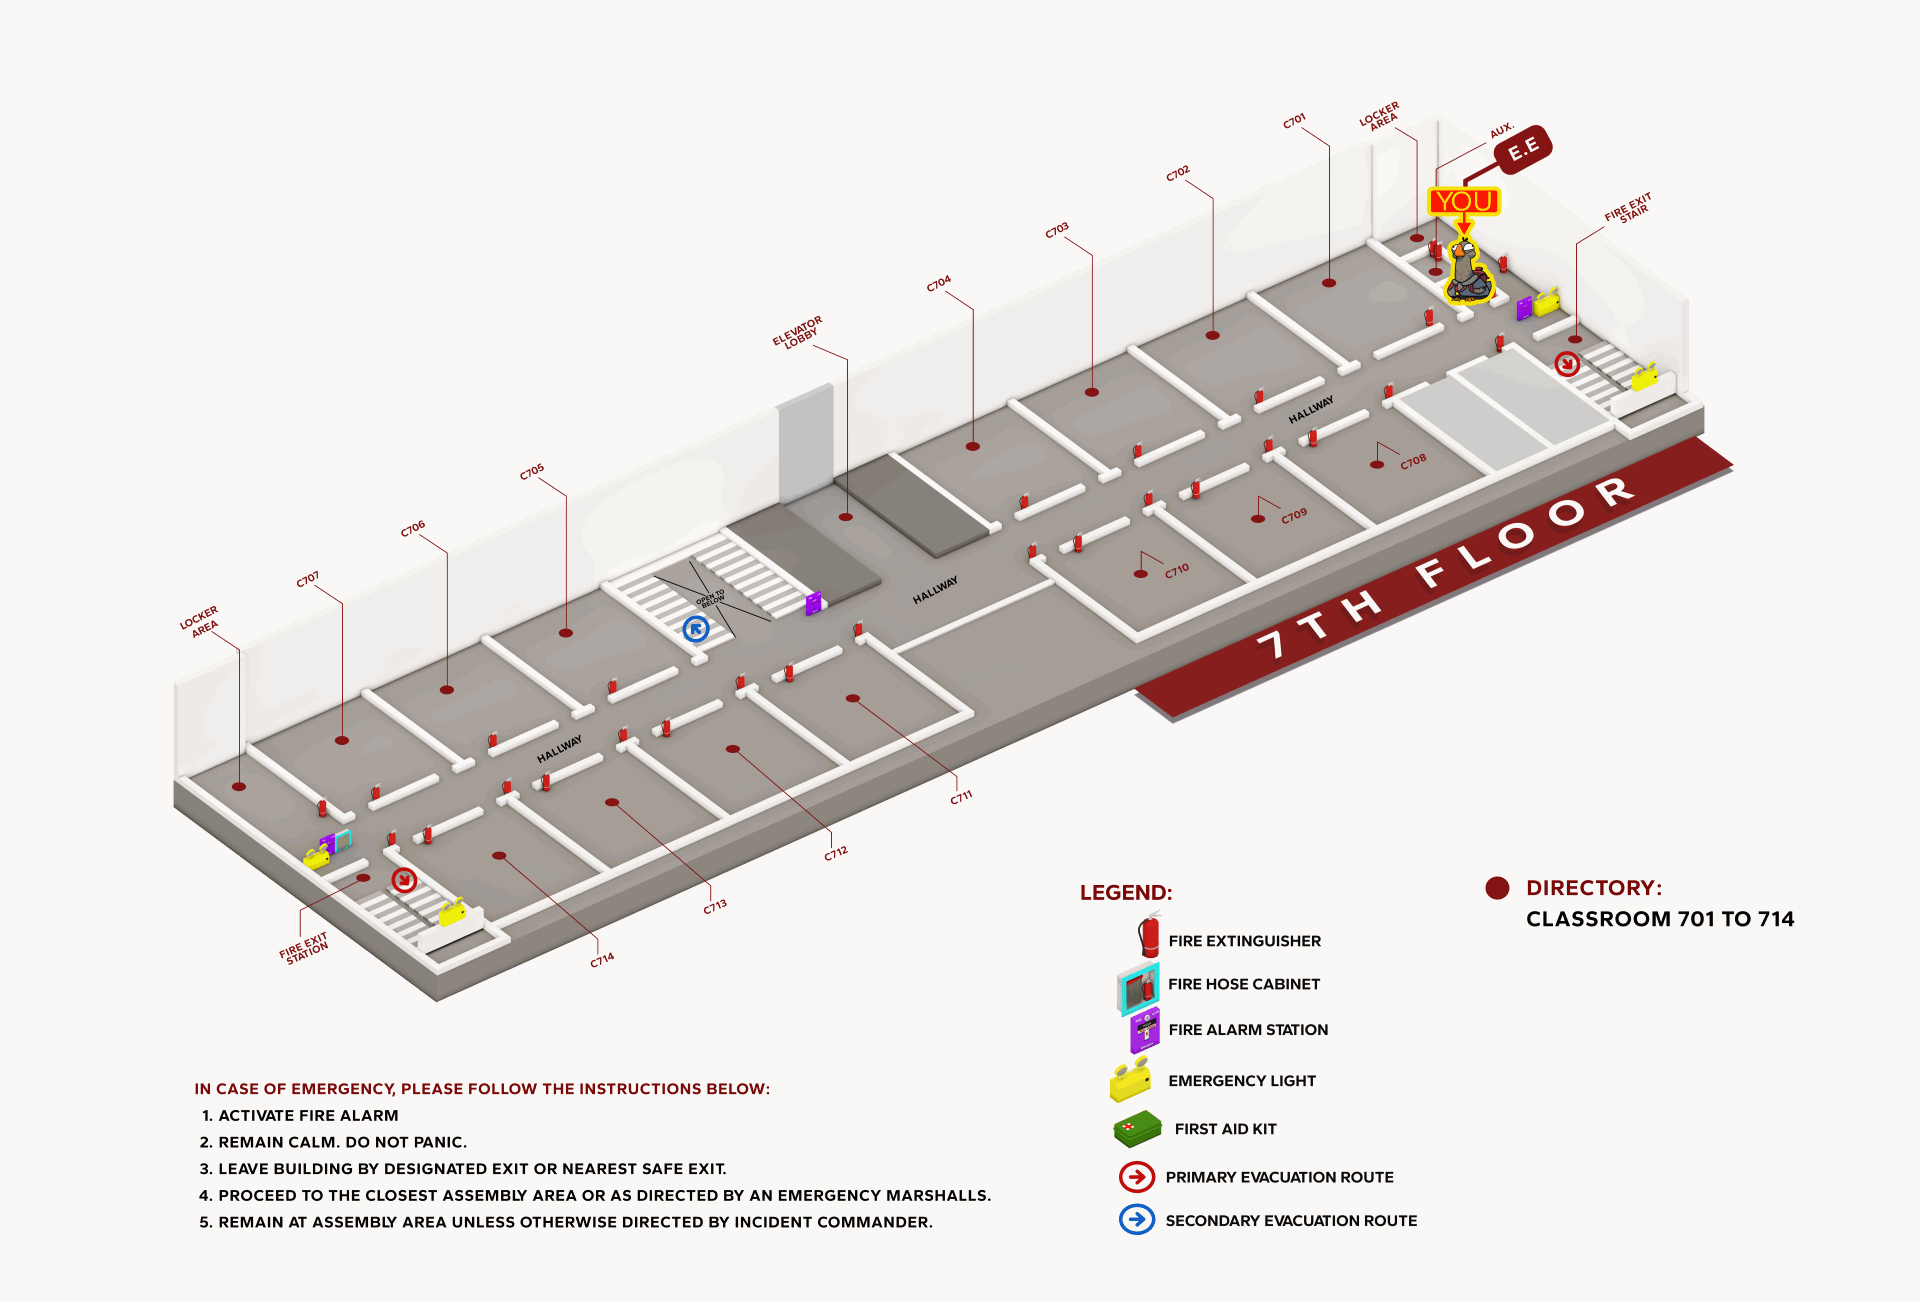 LOCKER
AREA
AUX.
E.E
YOU
C701
C702
C703
C704
FIRE EXIT
STAIR
ELEVATOR
LOBBY
C705
C706
C707
LOCKER
AREA
HALLWAY
C708
C709
C710
OPEN TO
BELOW
HALLWAY
HALLWAY
7TH FLOOR
C711
C712
C713
C714
FIRE EXIT
STATION
LEGEND:
FIRE EXTINGUISHER
FIRE HOSE CABINET
FIRE ALARM STATION
EMERGENCY LIGHT
FIRST AID KIT
PRIMARY EVACUATION ROUTE
SECONDARY EVACUATION ROUTE
DIRECTORY:
CLASSROOM 701 TO 714
IN CASE OF EMERGENCY, PLEASE FOLLOW THE INSTRUCTIONS BELOW:
1. ACTIVATE FIRE ALARM
2. REMAIN CALM. DO NOT PANIC.
3. LEAVE BUILDING BY DESIGNATED EXIT OR NEAREST SAFE EXIT.
4. PROCEED TO THE CLOSEST ASSEMBLY AREA OR AS DIRECTED BY AN EMERGENCY MARSHALLS.
5. REMAIN AT ASSEMBLY AREA UNLESS OTHERWISE DIRECTED BY INCIDENT COMMANDER.